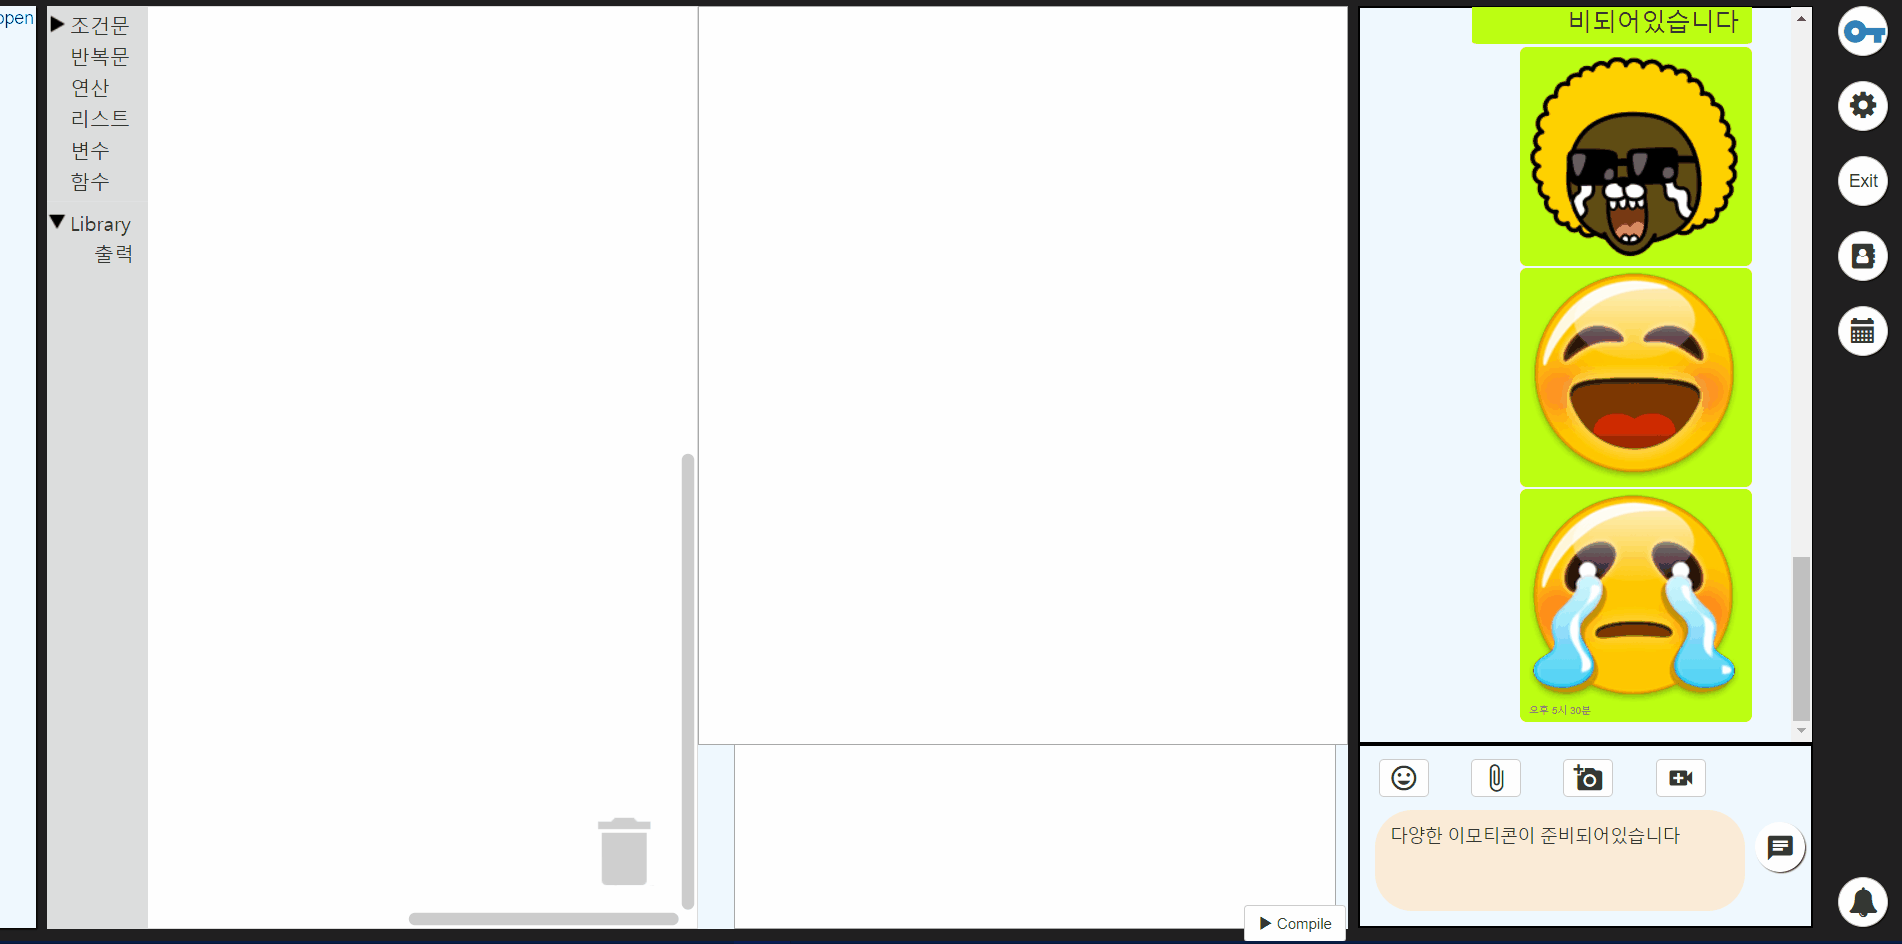 open
조건문
반복문
연산
리스트
변수
함수
Library
출력
Compile
비되어있습니다
오후 5시 30분
다양한 이모티콘이 준비되어있습니다
Exit